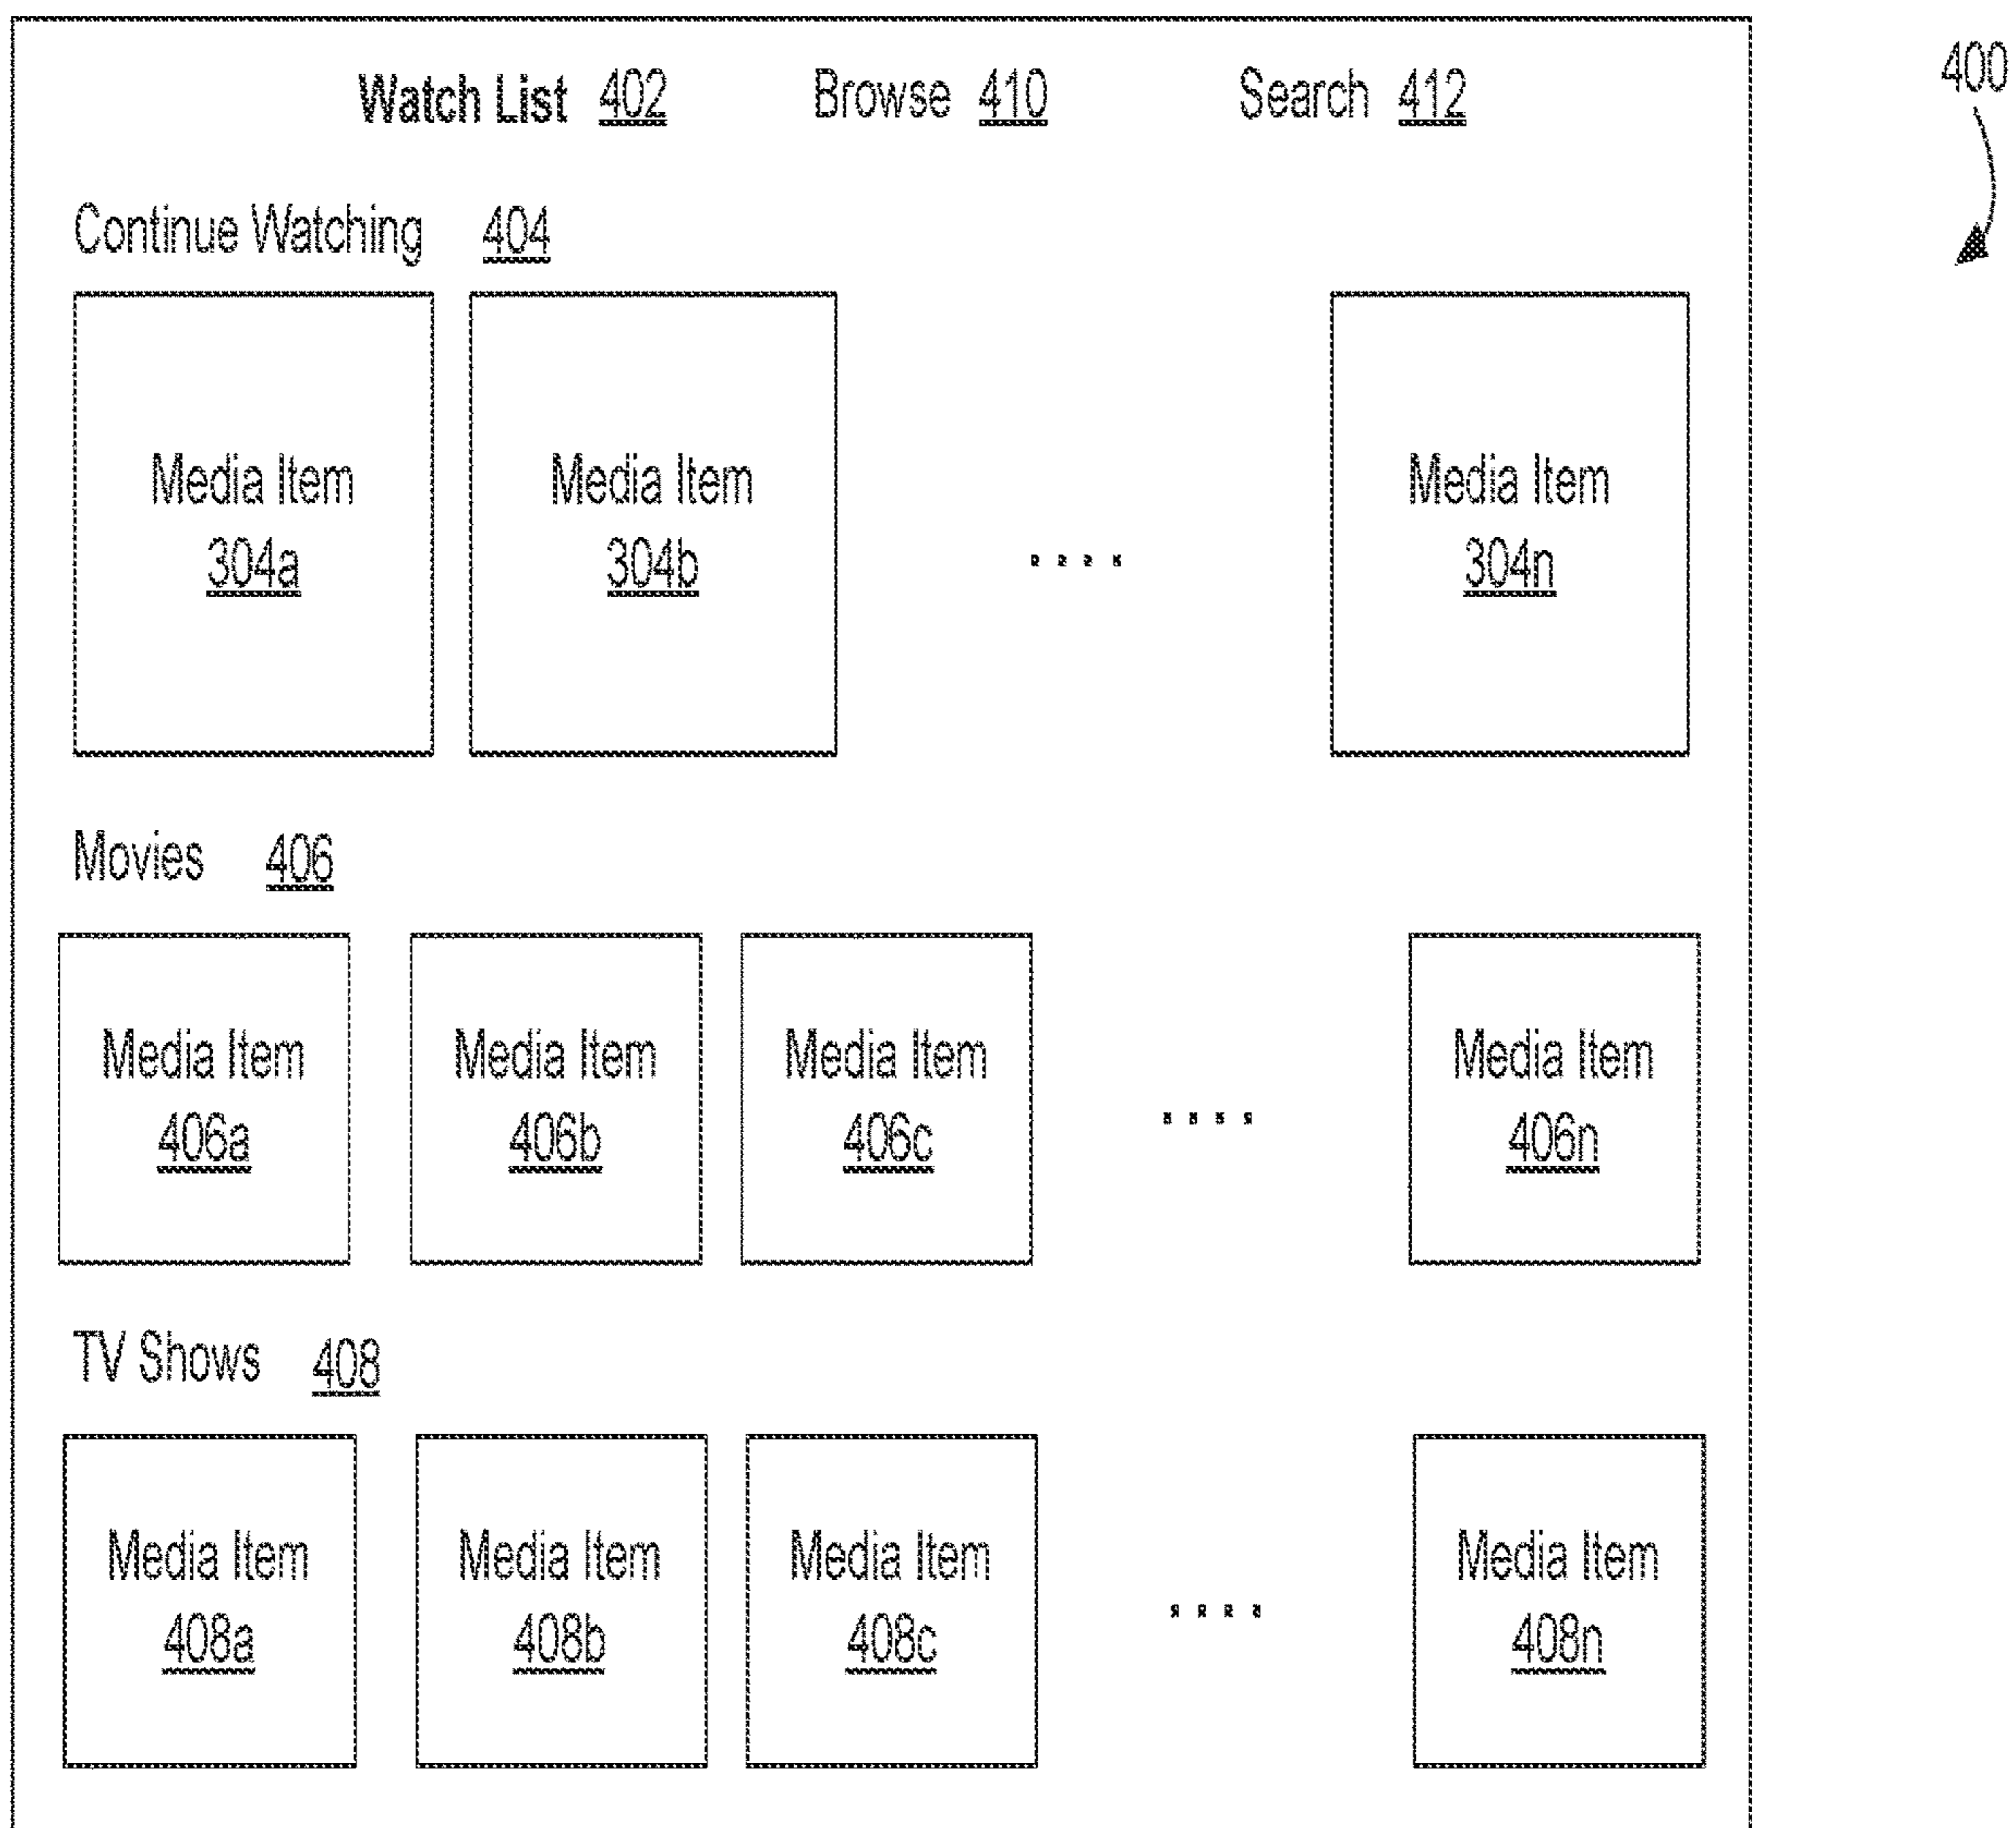 Watch List 402 Browse 410 Search 412
400
Continue Watching 404
Media Item Media Item Media Item
304a 304b .... 304n
Movies 406
Media Item Media Item Media Item Media Item
406a 406b 406c .... 406n
TV Shows 408
Media Item Media Item Media Item Media Item
408a 408b 408c .... 408n